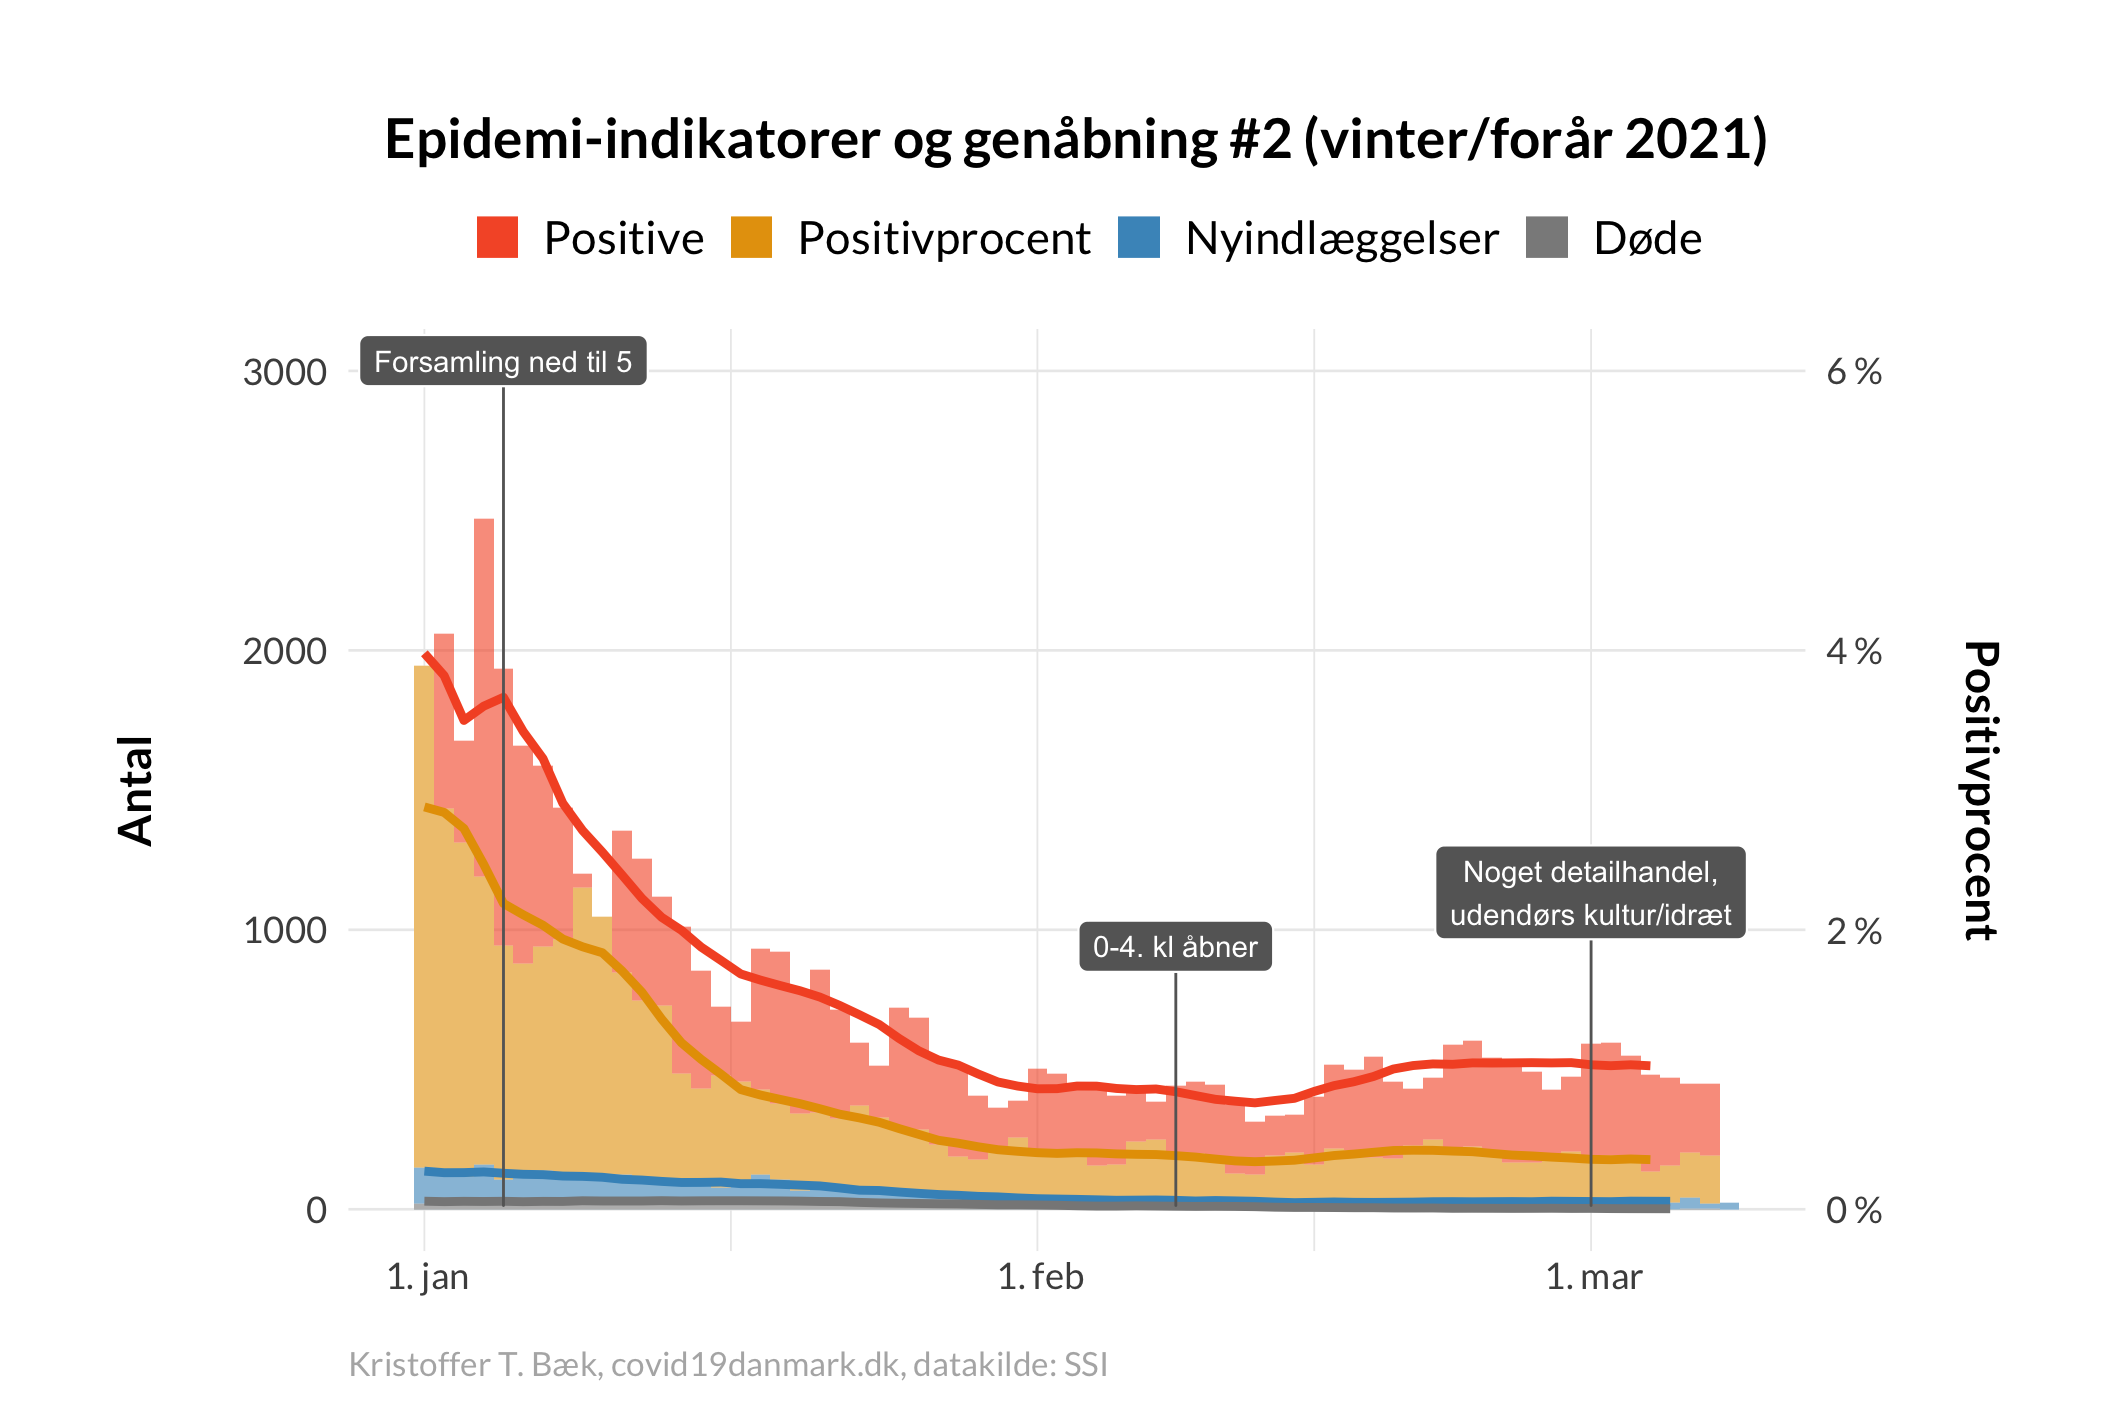 Epidemi-indikatorer og genåbning #2 (vinter/forår 2021)
Positive
Positivprocent
Nyindlæggelser
Døde
Forsamling ned til 5
0-4. kl åbner
Noget detailhandel,
udendørs kultur/idræt
3000
2000
1000
0
6 %
4 %
2 %
0 %
Antal
Positivprocent
1. jan
1. feb
1. mar
Kristoffer T. Bæk, covid19danmark.dk, datakilde: SSI